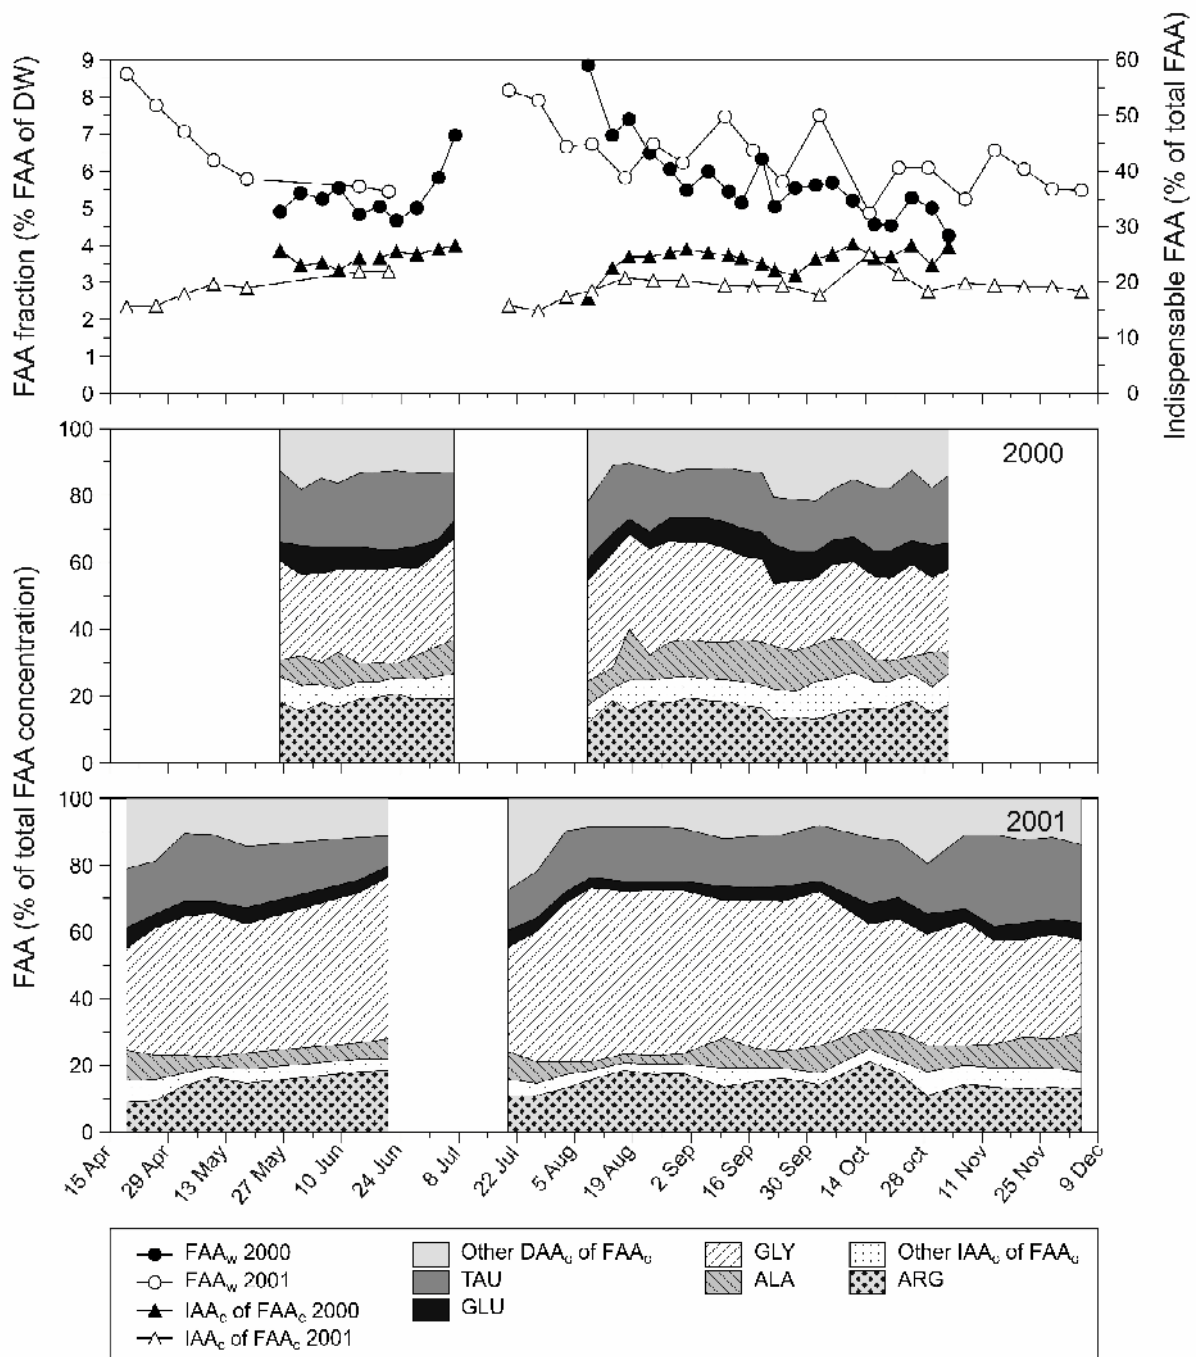 FAA fraction (% FAA of DW)
9
8
7
6
5
4
3
2
1
0
60
50
40
30
20
10
0
Indispensable FAA (% of total FAA)
FAA (% of total FAA concentration)
100
80
60
40
20
0
2000
100
80
60
40
20
0
2001
15 Apr
29 Apr
13 May
27 May
10 Jun
24 Jun
8 Jul
22 Jul
5 Aug
19 Aug
2 Sep
16 Sep
30 Sep
14 Oct
28 oct
11 Nov
25 Nov
9 Dec
FAAw 2000
FAAw 2001
IAAc of FAAc 2000
IAAc of FAAc 2001
Other DAAc of FAAc
TAU
GLU
GLY
ALA
Other IAAc of FAAc
ARG